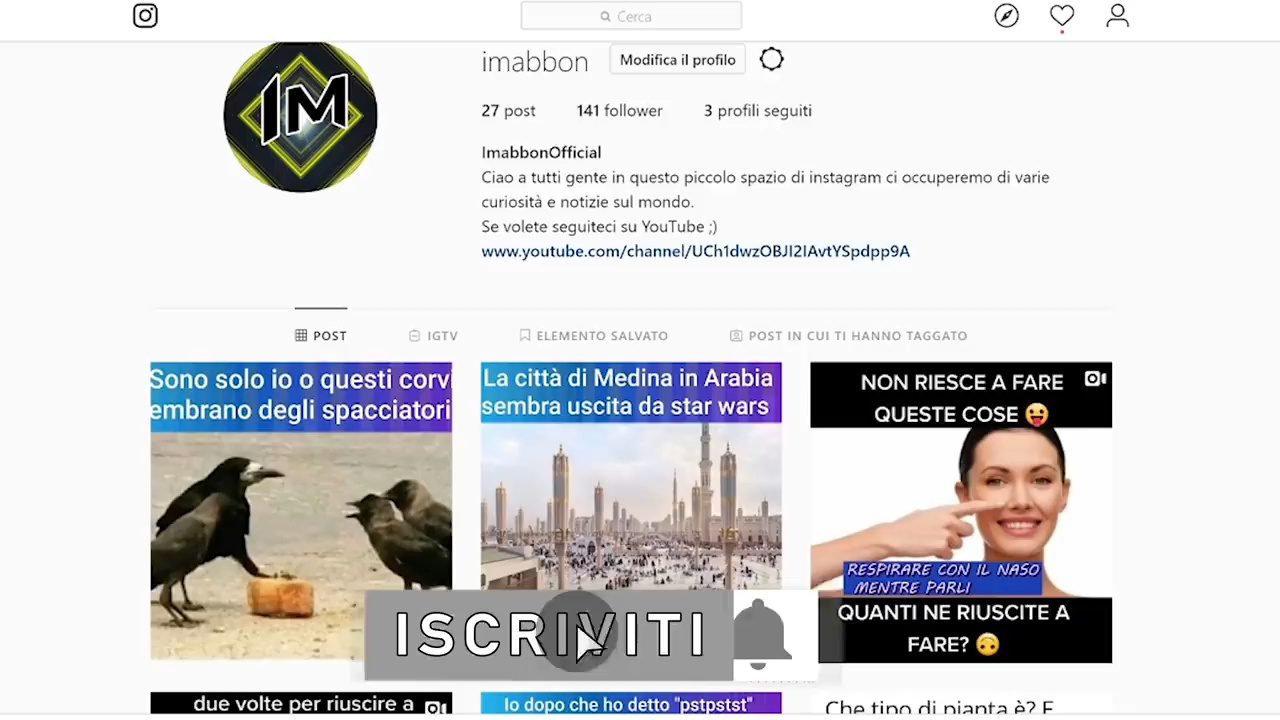 Cerca
imabbon
Modifica il profilo
IM
27 post 141 follower 3 profili seguiti
ImabbonOfficial
Ciao a tutti gente in questo piccolo spazio di instagram ci occuperemo di varie
curiosità e notizie sul mondo.
Se volete seguiteci su YouTube ;)
www.youtube.com/channel/UCh1dwzOBJI2IAvtYSpdpp9A
POST IGTV ELEMENTO SALVATO POST IN CUI TI HANNO TAGGATO
Sono solo io o questi corvi
embrano degli spacciatori
La città di Medina in Arabia
sembra uscita da star wars
NON RIESCE A FARE
QUESTE COSE 😛
RESPIRARE CON IL NASO
MENTRE PARLI
QUANTI NE RIUSCITE A
FARE? 🙃
ISCRIVITI
due volte per riuscire a
Io dopo che ho detto "pstpstst"
Che tipo di pianta è? E